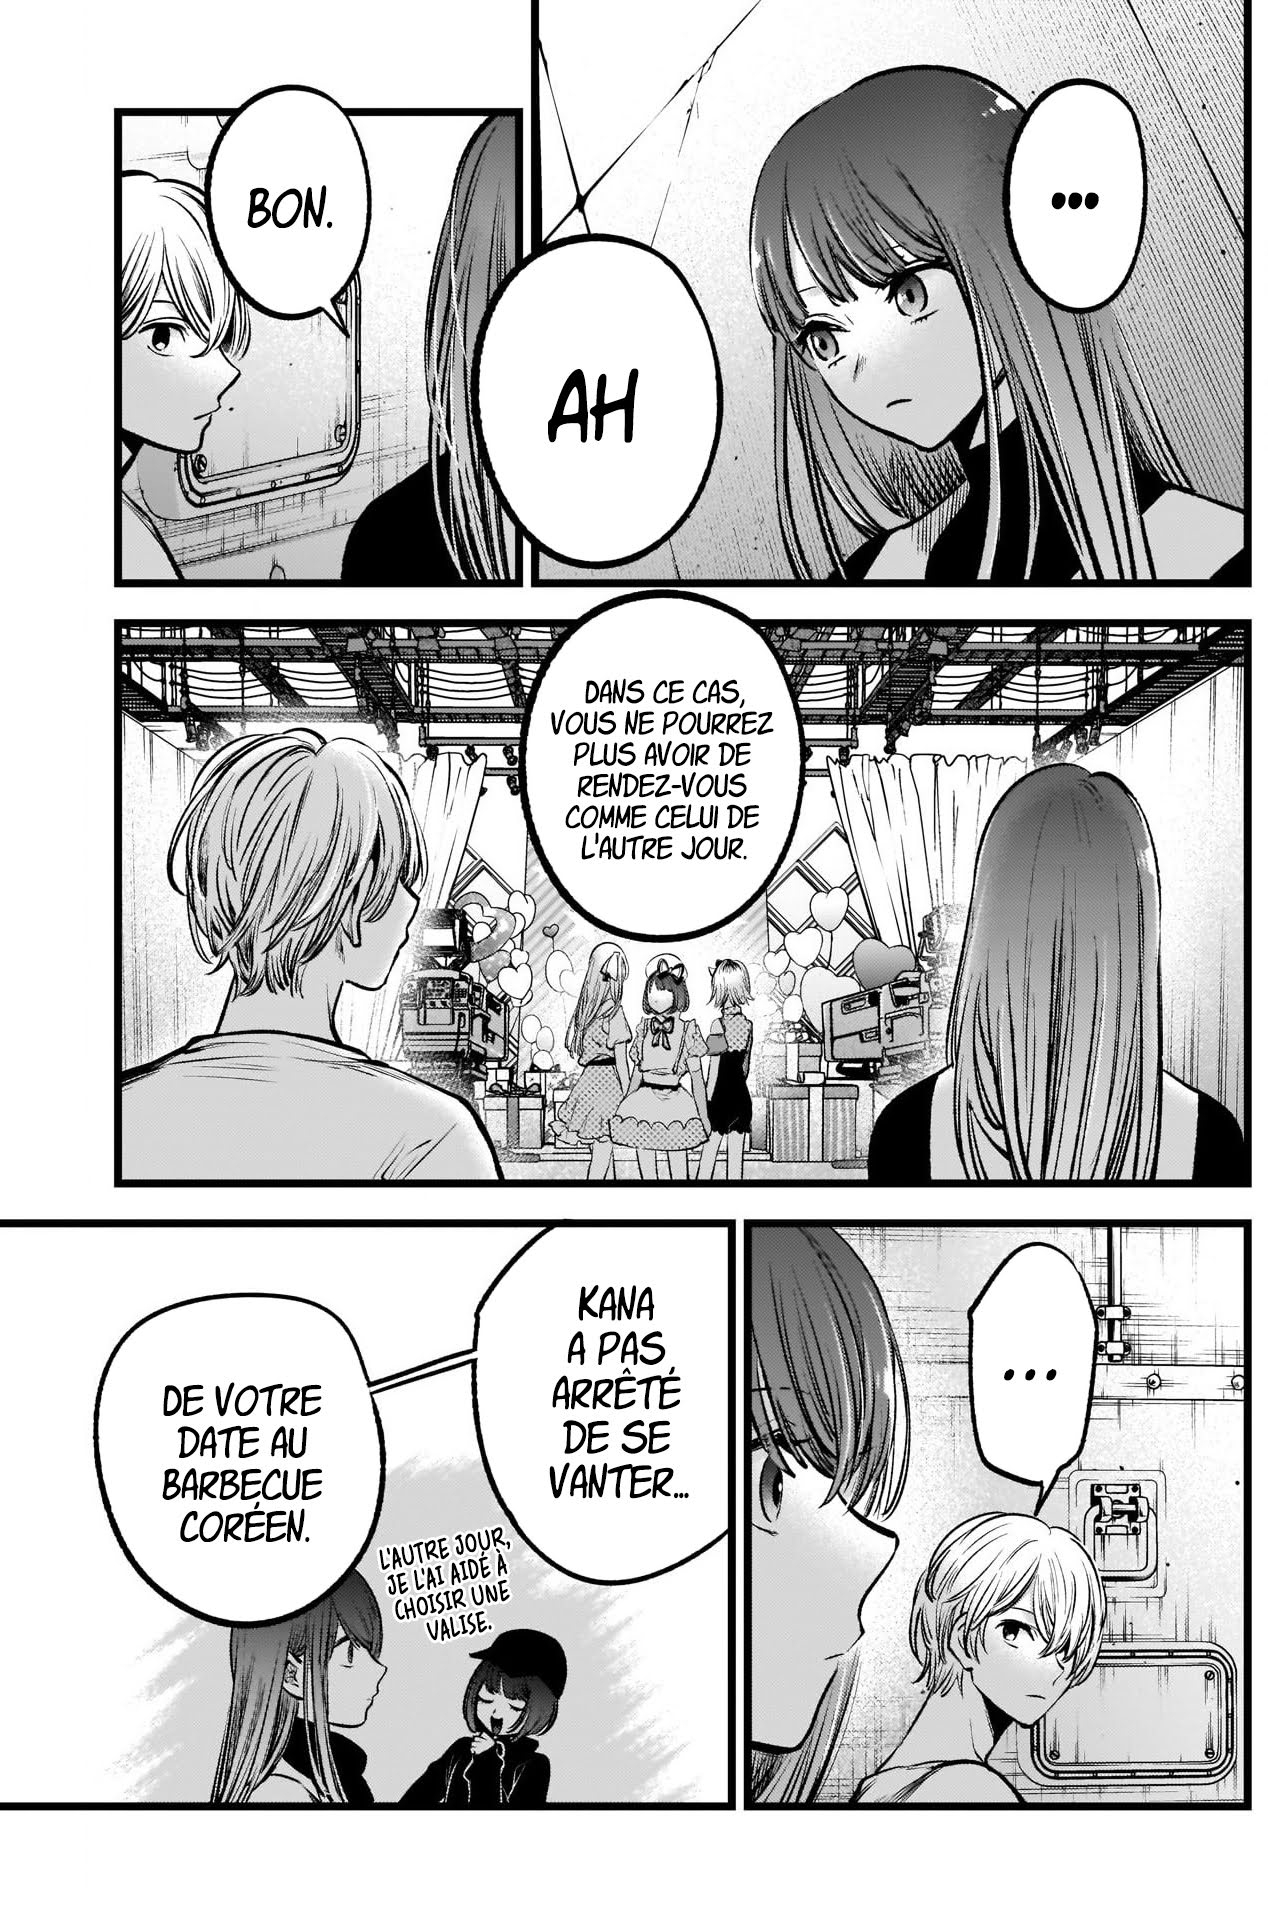 ...
AH
BON.
DANS CE CAS,
VOUS NE POURREZ
PLUS AVOIR DE
RENDEZ-VOUS
COMME CELUI DE
L'AUTRE JOUR.
...
KANA
A PAS
ARRÊTÉ
DE SE
VANTER...
DE VOTRE
DATE AU
BARBECUE
CORÉEN.
L'AUTRE JOUR,
JE L'AI AIDÉ À
CHOISIR UNE
VALISE.